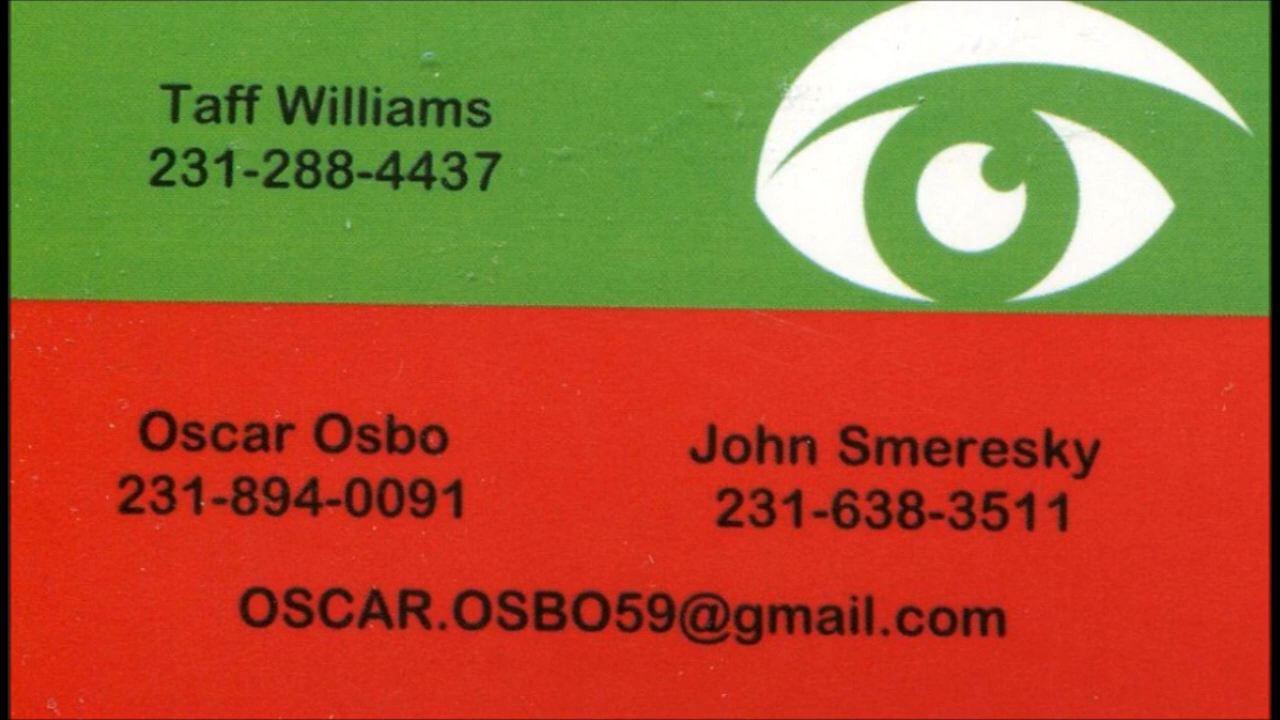 Taff Williams
231-288-4437
Oscar Osbo
231-894-0091
John Smeresky
231-638-3511
OSCAR.OSBO59@gmail.com